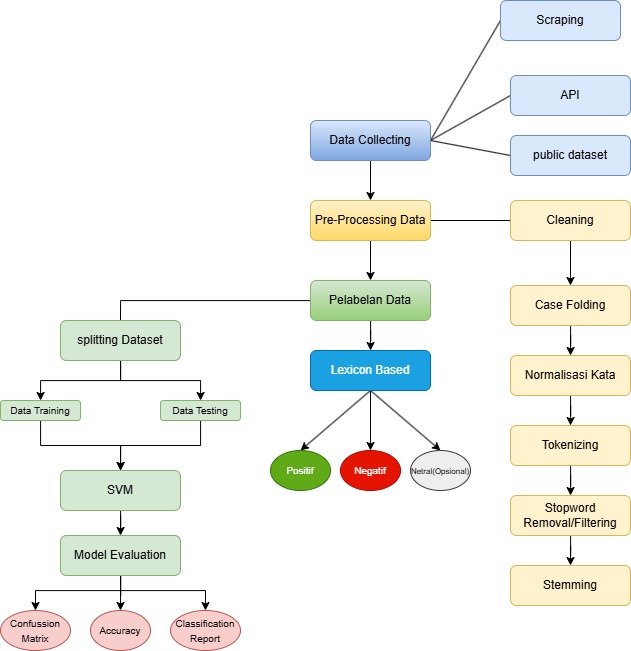 Scraping
API
Data Collecting
public dataset
Pre-Processing Data
Cleaning
Pelabelan Data
Case Folding
splitting Dataset
Lexicon Based
Normalisasi Kata
Data Training
Data Testing
Tokenizing
Positif
Negatif
Netral(Opsional)
SVM
Stopword
Removal/Filtering
Model Evaluation
Stemming
Confussion
Matrix
Accuracy
Classification
Report